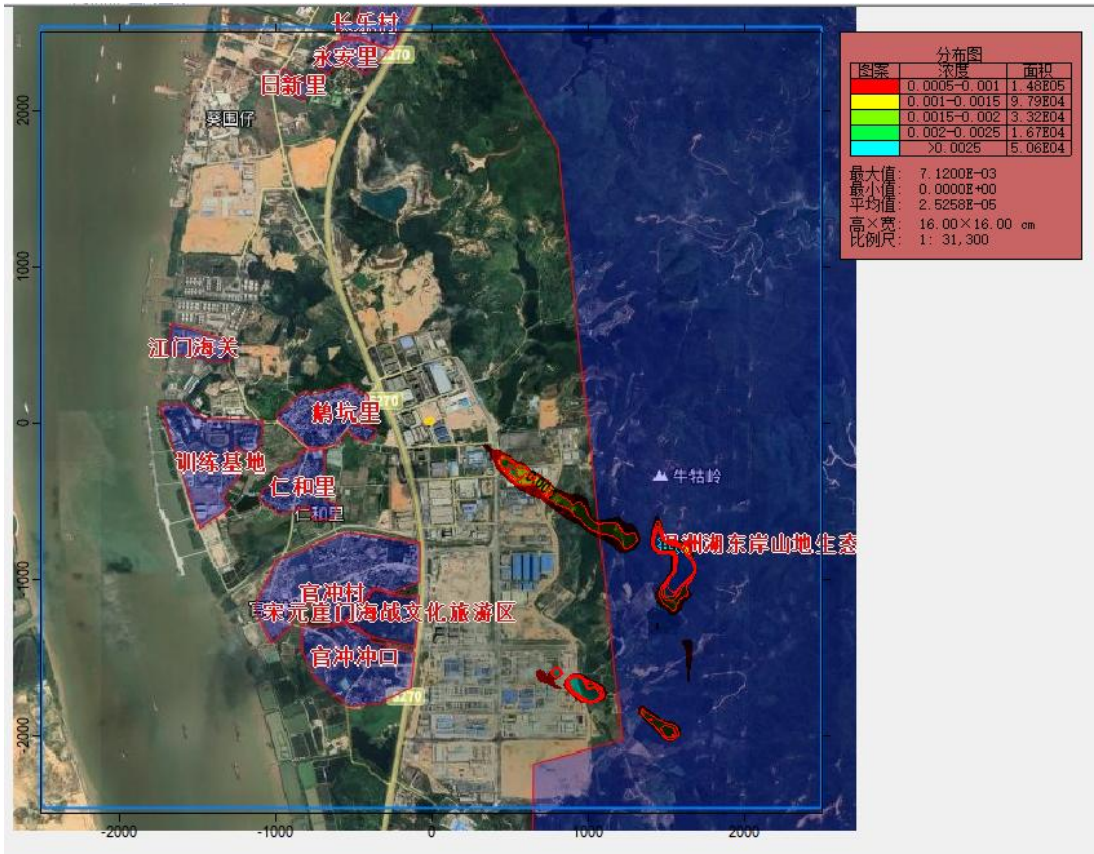 长乐村
S270
永安里
日新里
葵围仔
江门海关
S270
鹅坑里
训练基地
仁和里
仁和里
牛牯岭
银洲湖东岸山地生态
官冲村
宋元崖门海战文化旅游区
官冲冲口
S270
2000
1000
0
-1000
-2000
-2000
-1000
0
1000
2000
分布图
图案 浓度 面积
0.0005-0.001 1.48E05
0.001-0.0015 9.79E04
0.0015-0.002 3.32E04
0.002-0.0025 1.67E04
>0.0025 5.06E04
最大值: 7.1200E-03
最小值: 0.0000E+00
平均值: 2.5258E-05
高×宽: 16.00×16.00 cm
比例尺: 1: 31,300